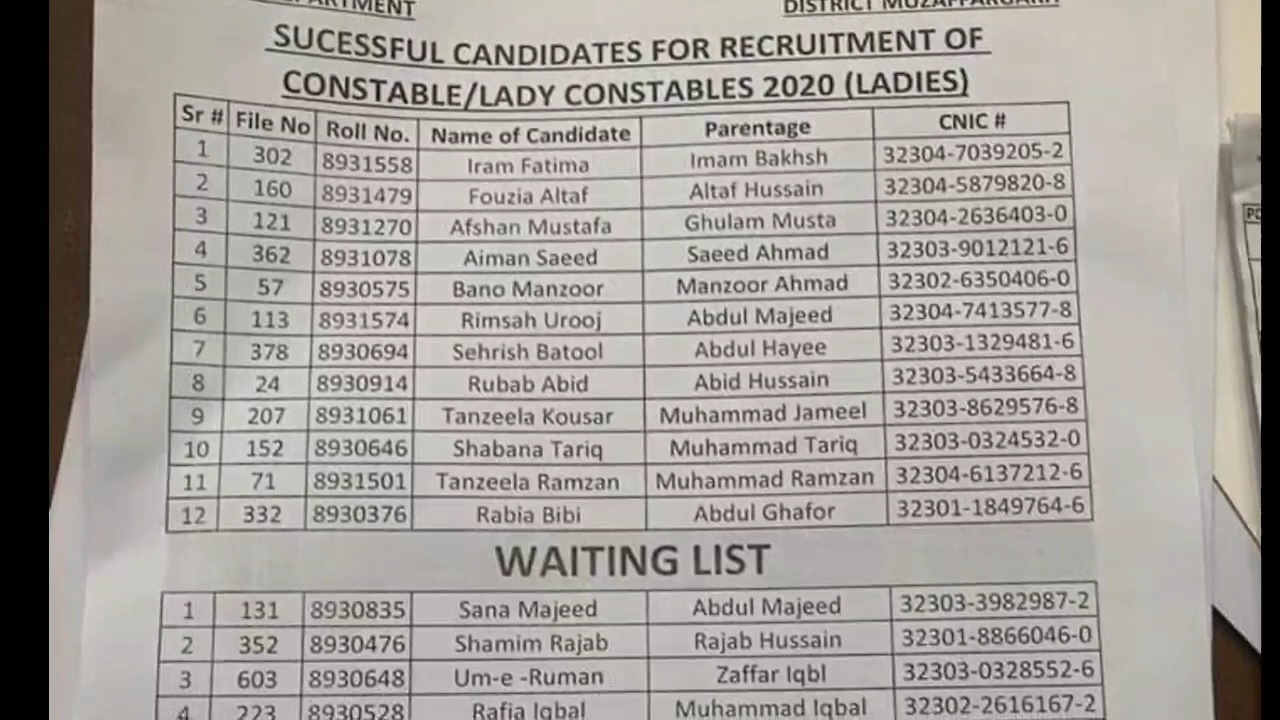 DISTRICT MUZAFFARGARH
SUCESSFUL CANDIDATES FOR RECRUITMENT OF
CONSTABLE/LADY CONSTABLES 2020 (LADIES)
Sr # File No Roll No. Name of Candidate Parentage CNIC #
1 302 8931558 Iram Fatima Imam Bakhsh 32304-7039205-2
2 160 8931479 Fouzia Altaf Altaf Hussain 32304-5879820-8
3 121 8931270 Afshan Mustafa Ghulam Musta 32304-2636403-0
4 362 8931078 Aiman Saeed Saeed Ahmad 32303-9012121-6
5 57 8930575 Bano Manzoor Manzoor Ahmad 32302-6350406-0
6 113 8931574 Rimsah Urooj Abdul Majeed 32304-7413577-8
7 378 8930694 Sehrish Batool Abdul Hayee 32303-1329481-6
8 24 8930914 Rubab Abid Abid Hussain 32303-5433664-8
9 207 8931061 Tanzeela Kousar Muhammad Jameel 32303-8629576-8
10 152 8930646 Shabana Tariq Muhammad Tariq 32303-0324532-0
11 71 8931501 Tanzeela Ramzan Muhammad Ramzan 32304-6137212-6
12 332 8930376 Rabia Bibi Abdul Ghafor 32301-1849764-6
WAITING LIST
1 131 8930835 Sana Majeed Abdul Majeed 32303-3982987-2
2 352 8930476 Shamim Rajab Rajab Hussain 32301-8866046-0
3 603 8930648 Um-e -Ruman Zaffar Iqbl 32303-0328552-6
4 223 8930528 Rafia Iqbal Muhammad Iqbal 32302-2616167-2